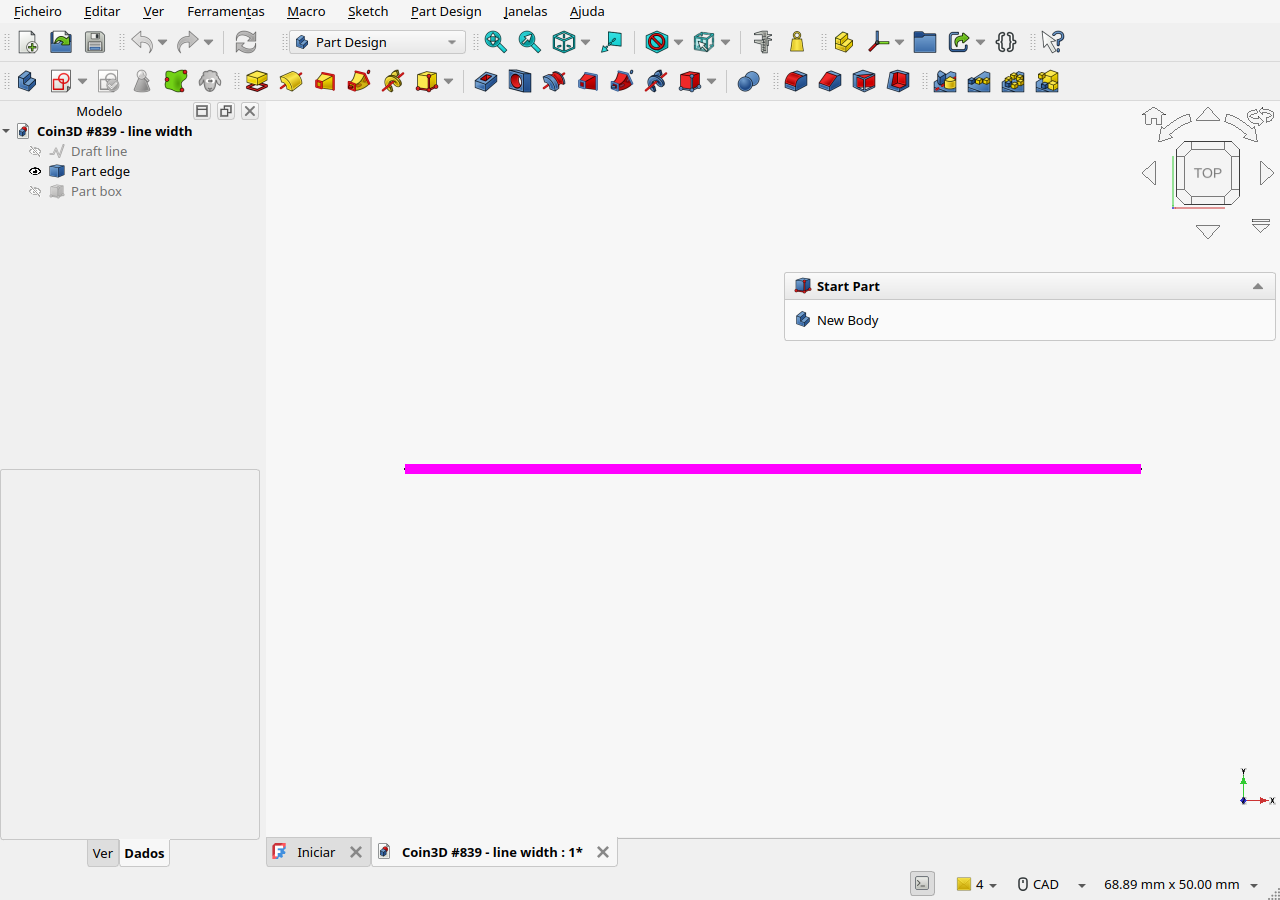 Ficheiro Editar Ver Ferramentas Macro Sketch Part Design Janelas Ajuda
Part Design
Modelo
Coin3D #839 - line width
Draft line
Part edge
Part box
TOP
Start Part
New Body
Y
X
Ver Dados
Iniciar
Coin3D #839 - line width : 1*
4
CAD
68.89 mm x 50.00 mm